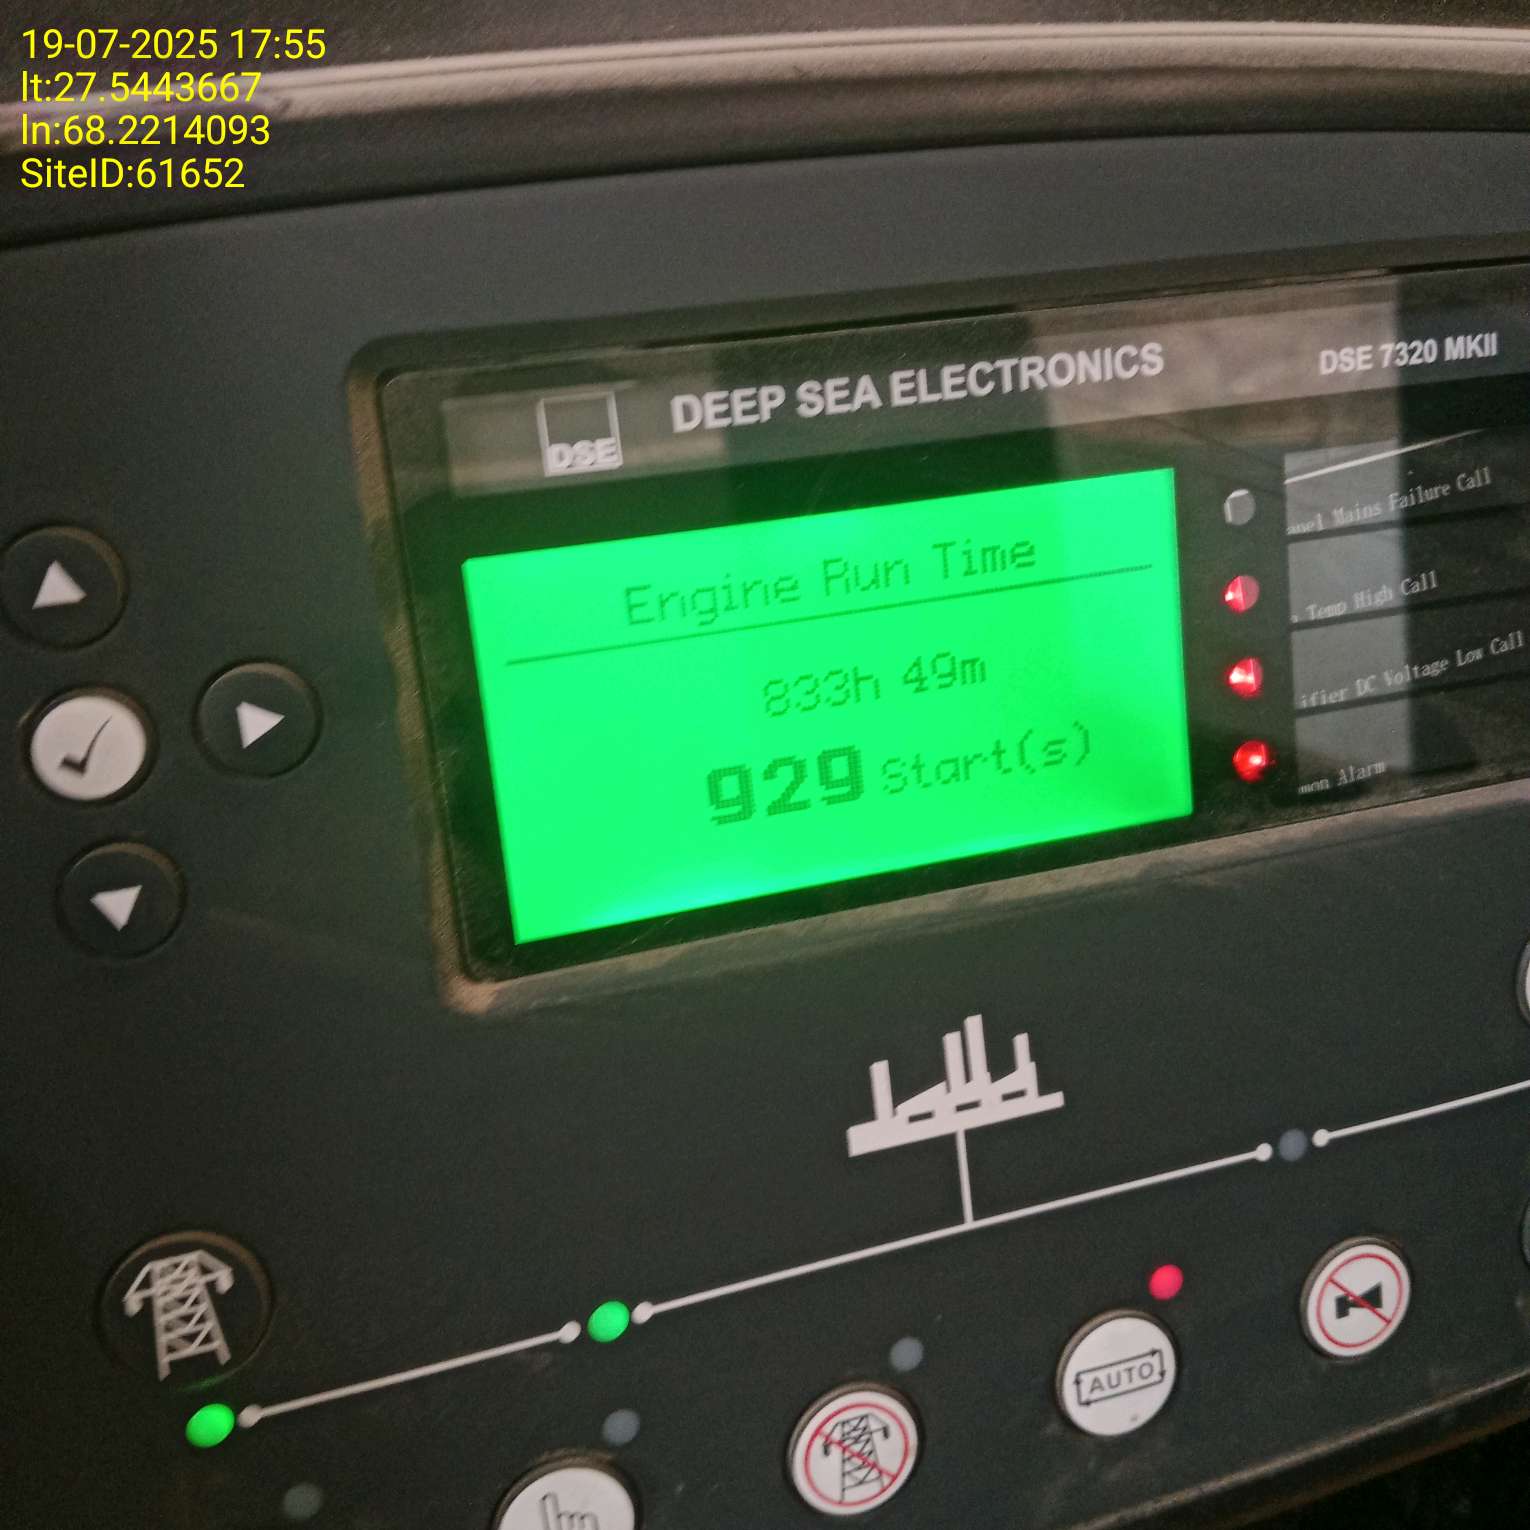 19-07-2025 17:55
lt:27.5443667
ln:68.2214093
SiteID:61652
DSE
DEEP SEA ELECTRONICS
DSE 7320 MKII
Engine Run Time
833h 49m
929 Start(s)
Mains Failure Call
Temp High Call
DC Voltage Low Call
Alarm
AUTO